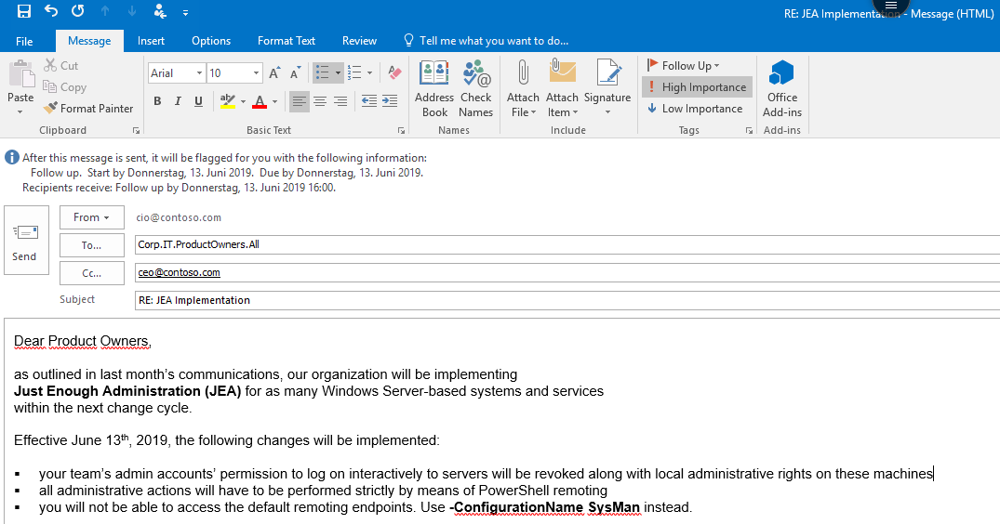 RE: JEA Implementation - Message (HTML)
File Message Insert Options Format Text Review Tell me what you want to do...
Paste
Cut
Copy
Format Painter
Clipboard
Arial 10
B I U
Basic Text
Address Book
Check Names
Names
Attach File
Attach Item
Signature
Include
Follow Up
High Importance
Low Importance
Tags
Office Add-ins
Add-ins
After this message is sent, it will be flagged for you with the following information:
Follow up. Start by Donnerstag, 13. Juni 2019. Due by Donnerstag, 13. Juni 2019.
Recipients receive: Follow up by Donnerstag, 13. Juni 2019 16:00.
Send
From cio@contoso.com
To... Corp.IT.ProductOwners.All
Cc... ceo@contoso.com
Subject RE: JEA Implementation
Dear Product Owners,
as outlined in last month's communications, our organization will be implementing
Just Enough Administration (JEA) for as many Windows Server-based systems and services
within the next change cycle.
Effective June 13th, 2019, the following changes will be implemented:
▪ your team's admin accounts' permission to log on interactively to servers will be revoked along with local administrative rights on these machines
▪ all administrative actions will have to be performed strictly by means of PowerShell remoting
▪ you will not be able to access the default remoting endpoints. Use -ConfigurationName SysMan instead.